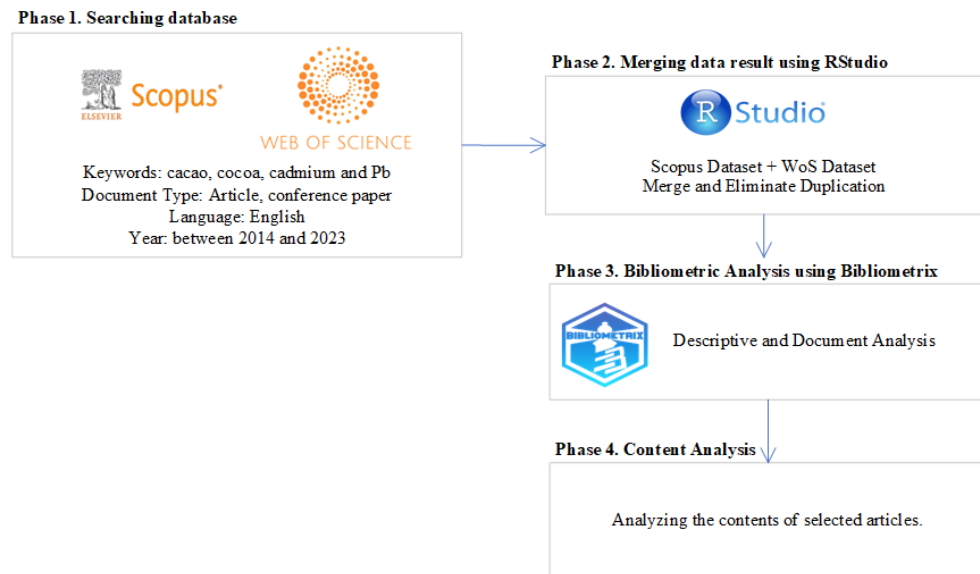 Phase 1. Searching database
ELSEVIER
Scopus®
WEB OF SCIENCE
Keywords: cacao, cocoa, cadmium and Pb
Document Type: Article, conference paper
Language: English
Year: between 2014 and 2023
Phase 2. Merging data result using RStudio
R Studio®
Scopus Dataset + WoS Dataset
Merge and Eliminate Duplication
Phase 3. Bibliometric Analysis using Bibliometrix
BIBLIOMETRIX
Descriptive and Document Analysis
Phase 4. Content Analysis
Analyzing the contents of selected articles.